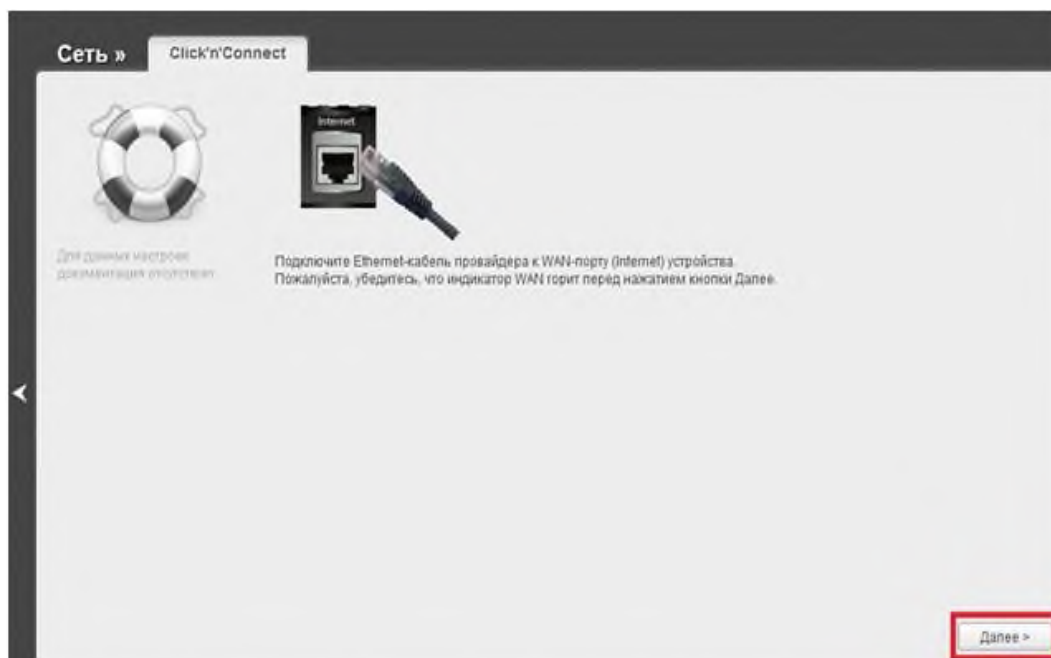 Сеть »
Click'n'Connect
Internet
Для данных настроек
документация отсутствует
Подключите Ethernet-кабель провайдера к WAN-порту (Internet) устройства.
Пожалуйста, убедитесь, что индикатор WAN горит перед нажатием кнопки Далее.
Далее >